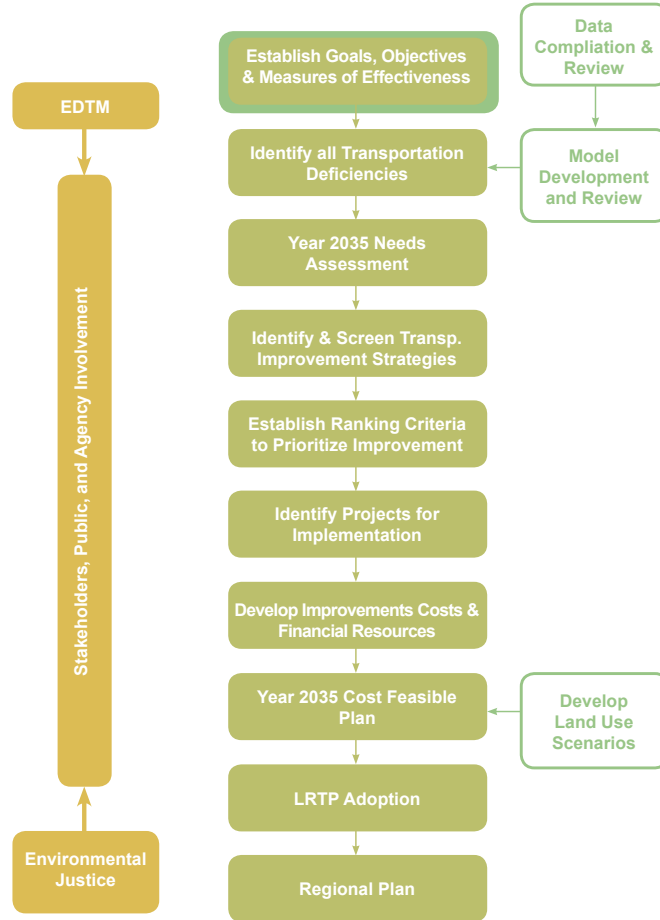 Establish Goals, Objectives
& Measures of Effectiveness
Data
Compliation &
Review
EDTM
Identify all Transportation
Deficiencies
Model
Development
and Review
Stakeholders, Public, and Agency Involvement
Year 2035 Needs
Assessment
Identify & Screen Transp.
Improvement Strategies
Establish Ranking Criteria
to Prioritize Improvement
Identify Projects for
Implementation
Develop Improvements Costs &
Financial Resources
Year 2035 Cost Feasible
Plan
Develop
Land Use
Scenarios
LRTP Adoption
Environmental
Justice
Regional Plan